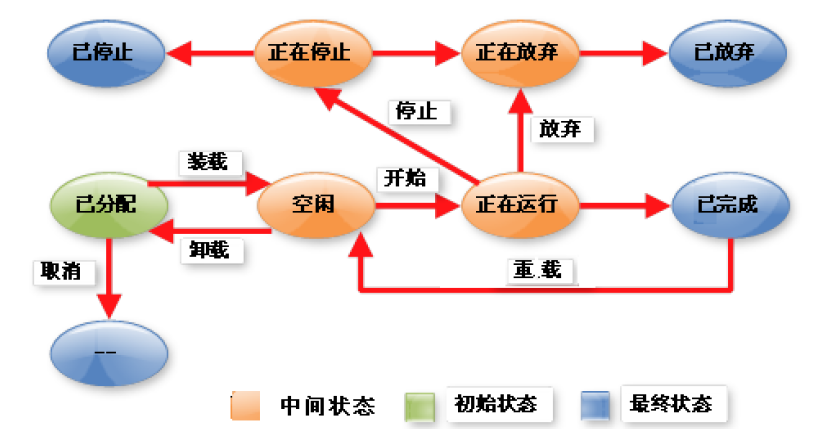 已停止
正在停止
正在放弃
已放弃
停止
放弃
装载
开始
已分配
空闲
正在运行
已完成
卸载
取消
重载
--
中间状态
初始状态
最终状态